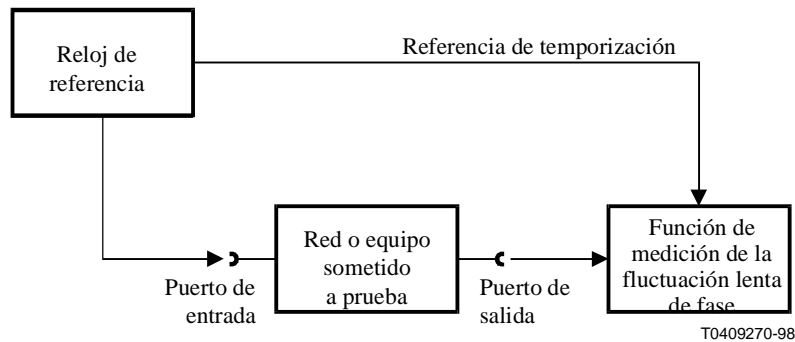 Reloj de
referencia
Referencia de temporización
Red o equipo
sometido
a prueba
Función de
medición de la
fluctuación lenta
de fase
Puerto de
entrada
Puerto de
salida
T0409270-98